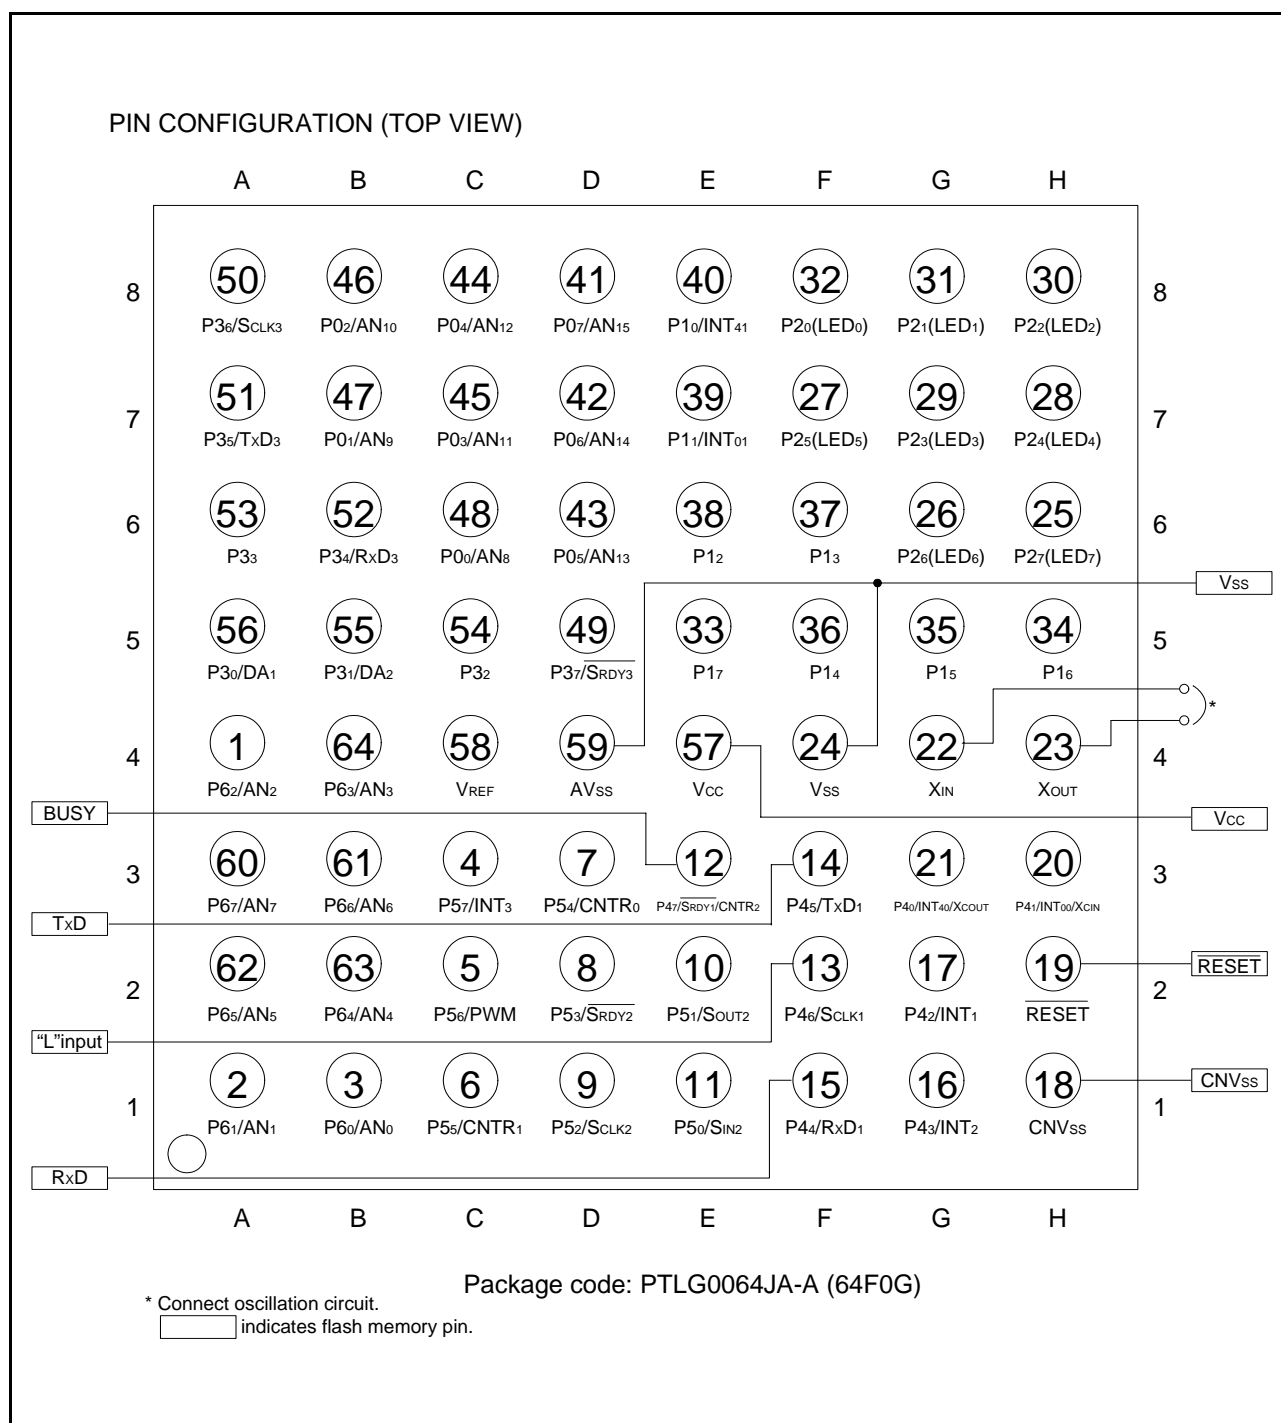 PIN CONFIGURATION (TOP VIEW)
A B C D E F G H
8 50 46 44 41 40 32 31 30 8
P36/SCLK3 P02/AN10 P04/AN12 P07/AN15 P10/INT41 P20(LED0) P21(LED1) P22(LED2)
7 51 47 45 42 39 27 29 28 7
P35/TxD3 P01/AN9 P03/AN11 P06/AN14 P11/INT01 P25(LED5) P23(LED3) P24(LED4)
6 53 52 48 43 38 37 26 25 6
P33 P34/RxD3 P00/AN8 P05/AN13 P12 P13 P26(LED6) P27(LED7)
Vss
5 56 55 54 49 33 36 35 34 5
P30/DA1 P31/DA2 P32 P37/SRDY3 P17 P14 P15 P16
*
4 1 64 58 59 57 24 22 23 4
P62/AN2 P63/AN3 VREF AVss Vcc Vss XIN XOUT
BUSY Vcc
3 60 61 4 7 12 14 21 20 3
P67/AN7 P66/AN6 P57/INT3 P54/CNTR0 P47/SRDY1/CNTR2 P45/TxD1 P40/INT40/XCOUT P41/INT00/XCIN
TxD
2 62 63 5 8 10 13 17 19 RESET 2
P65/AN5 P64/AN4 P56/PWM P53/SRDY2 P51/SOUT2 P46/SCLK1 P42/INT1 RESET
"L"input
1 2 3 6 9 11 15 16 18 CNVss 1
P61/AN1 P60/AN0 P55/CNTR1 P52/SCLK2 P50/SIN2 P44/RxD1 P43/INT2 CNVss
RxD
A B C D E F G H
Package code: PTLG0064JA-A (64F0G)
* Connect oscillation circuit.
indicates flash memory pin.